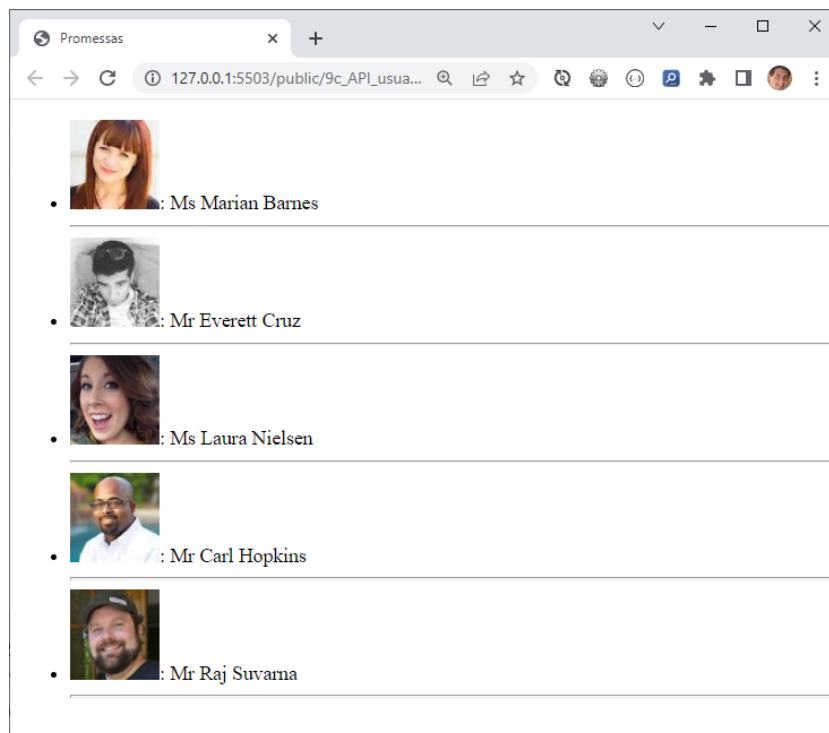 Promessas
127.0.0.1:5503/public/9c_API_usua...
: Ms Marian Barnes
: Mr Everett Cruz
: Ms Laura Nielsen
: Mr Carl Hopkins
: Mr Raj Suvarna